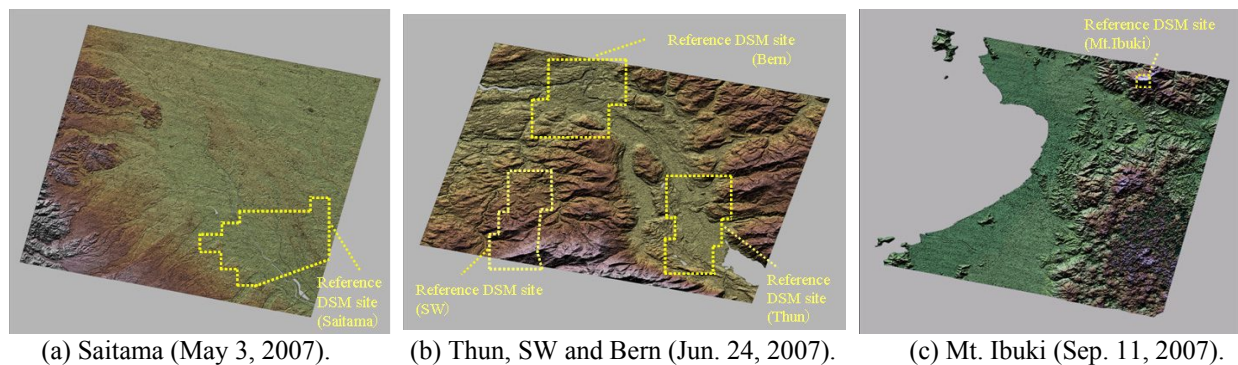 Reference DSM site
(Saitama)
Reference DSM site
(Bern)
Reference DSM site
(SW)
Reference DSM site
(Thun)
Reference DSM site
(Mt.Ibuki)
(a) Saitama (May 3, 2007).
(b) Thun, SW and Bern (Jun. 24, 2007).
(c) Mt. Ibuki (Sep. 11, 2007).